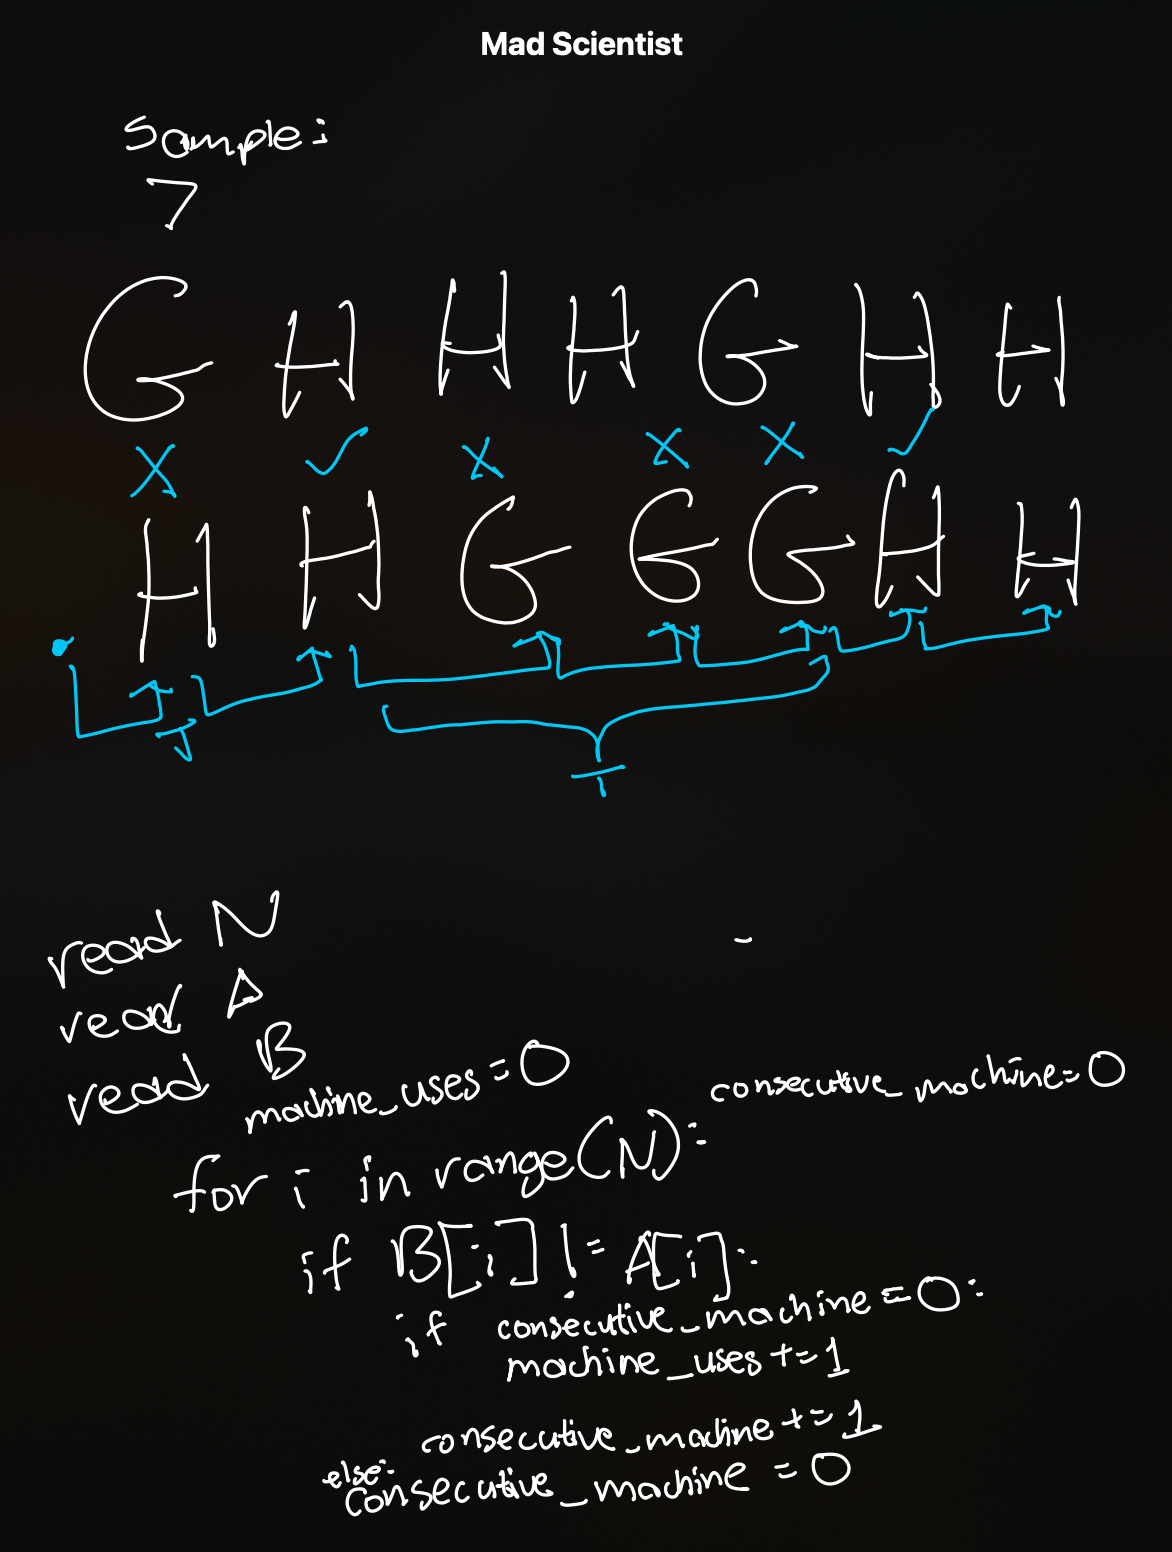 Mad Scientist
Sample:
7
G H H H G H H
H H G G G H H
read N
read A
read B
machine_uses=0
consecutive_machine=0
for i in range(N):
if B[i] != A[i]:
if consecutive_machine=0:
machine_uses+=1
consecutive_machine+=1
else:
consecutive_machine = 0